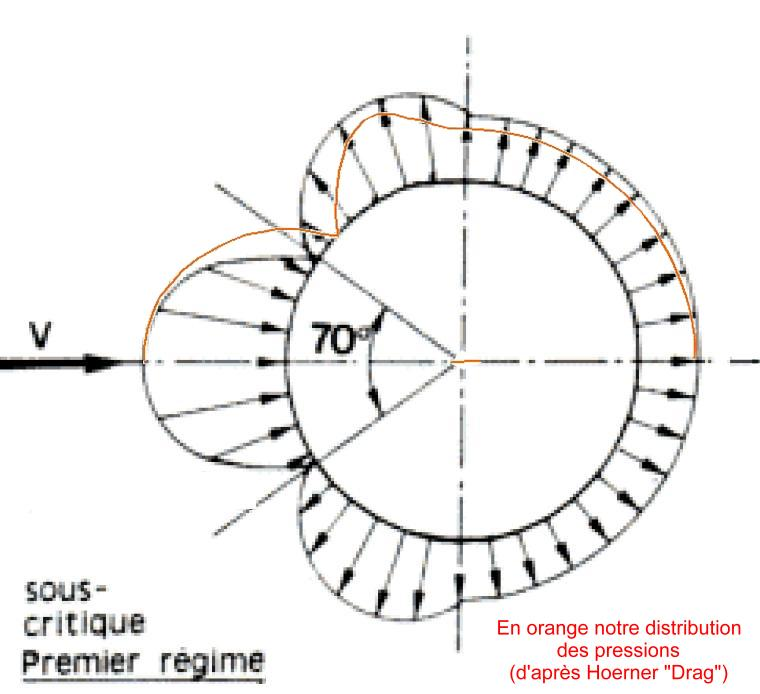 V
70°
sous-
critique
Premier régime
En orange notre distribution
des pressions
(d'après Hoerner "Drag")